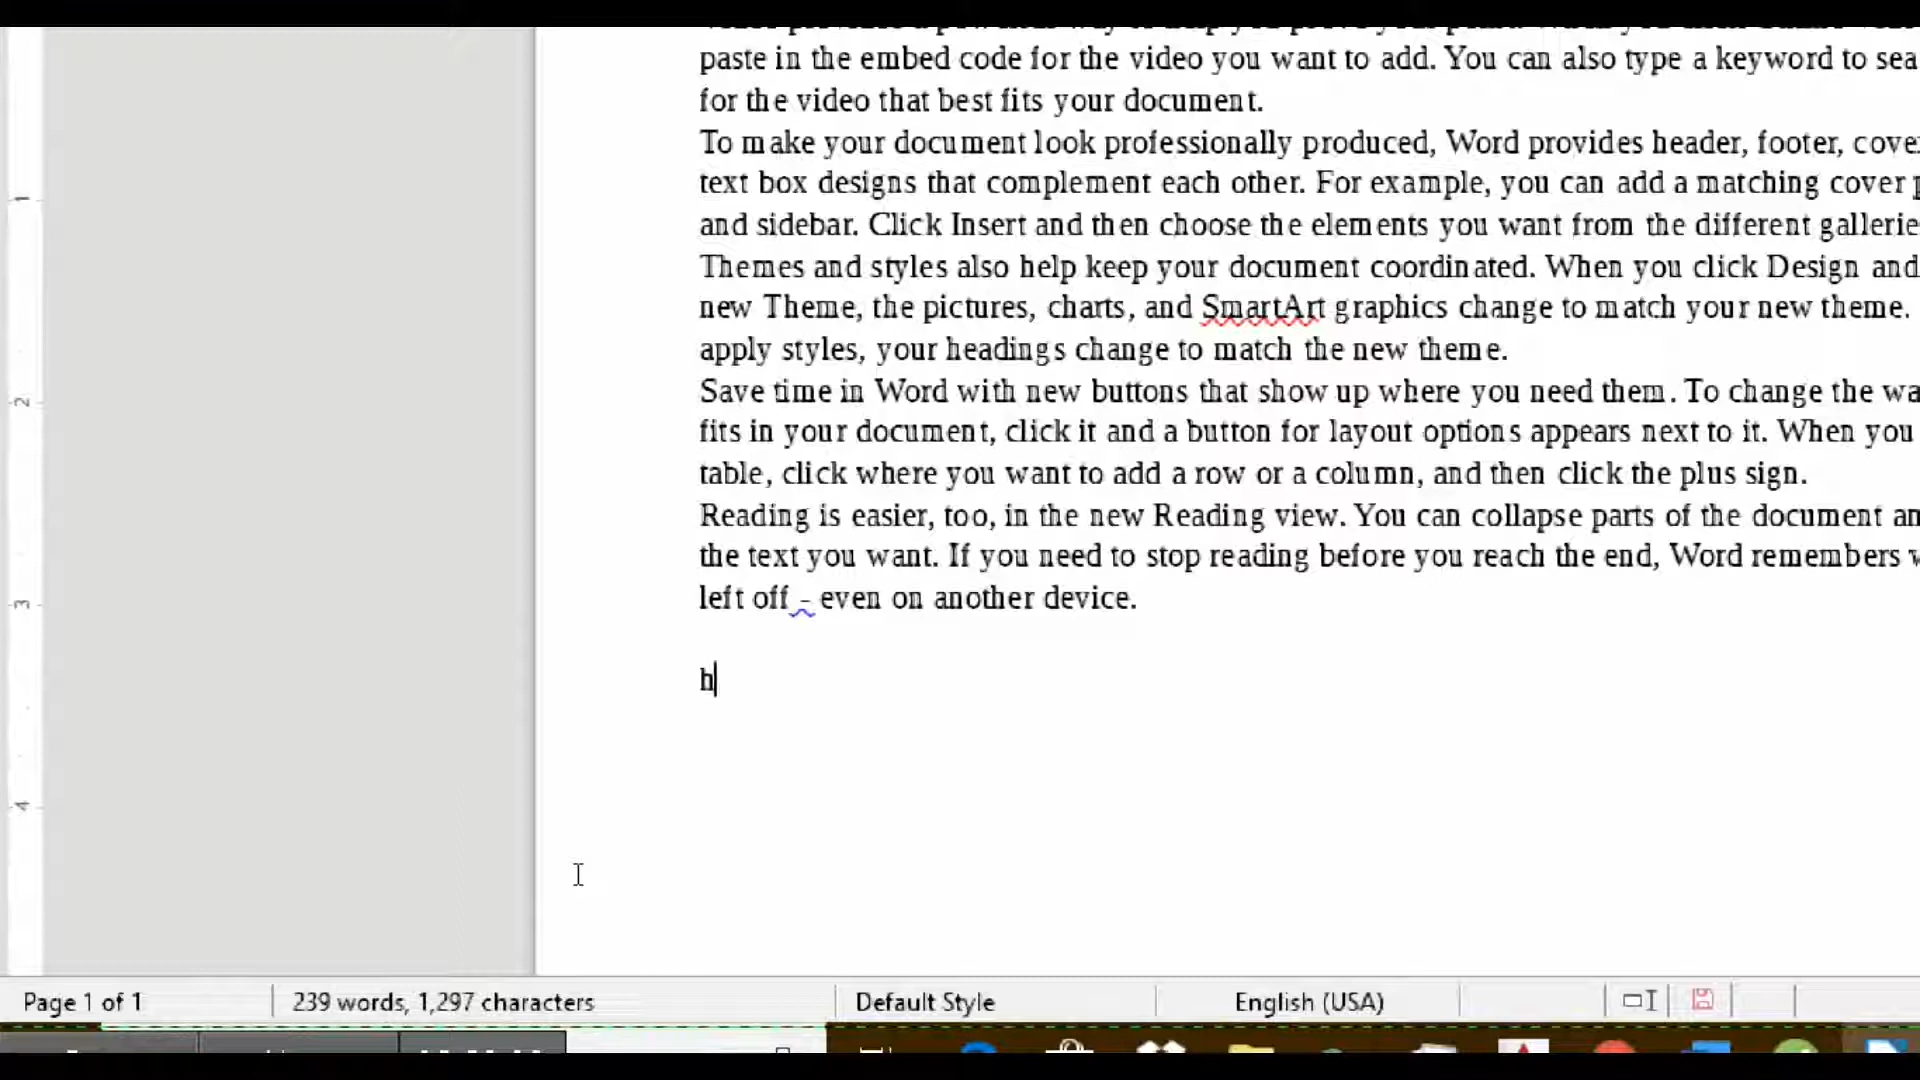 paste in the embed code for the video you want to add. You can also type a keyword to sea
for the video that best fits your document.
To make your document look professionally produced, Word provides header, footer, cove
text box designs that complement each other. For example, you can add a matching cover p
and sidebar. Click Insert and then choose the elements you want from the different gallerie
Themes and styles also help keep your document coordinated. When you click Design and
new Theme, the pictures, charts, and SmartArt graphics change to match your new theme.
apply styles, your headings change to match the new theme.
Save time in Word with new buttons that show up where you need them. To change the wa
fits in your document, click it and a button for layout options appears next to it. When you
table, click where you want to add a row or a column, and then click the plus sign.
Reading is easier, too, in the new Reading view. You can collapse parts of the document an
the text you want. If you need to stop reading before you reach the end, Word remembers w
left off - even on another device.
h
1
2
3
4
Page 1 of 1
239 words, 1,297 characters
Default Style
English (USA)